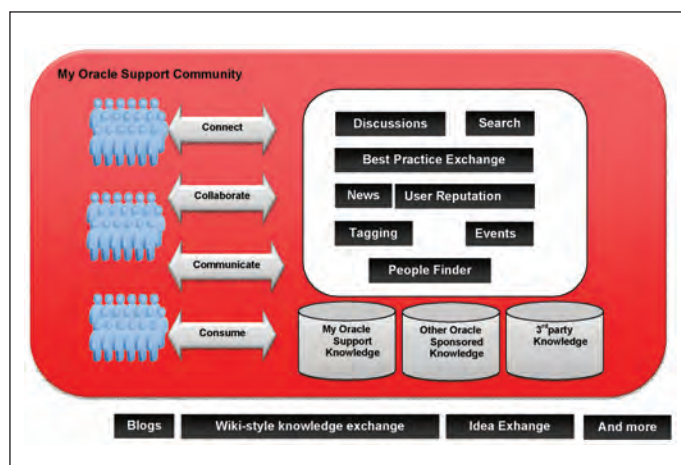 My Oracle Support Community
Connect
Collaborate
Communicate
Consume
Discussions
Search
Best Practice Exchange
News
User Reputation
Tagging
Events
People Finder
My Oracle
Support
Knowledge
Other Oracle
Sponsored
Knowledge
3rd party
Knowledge
Blogs
Wiki-style knowledge exchange
Idea Exhange
And more